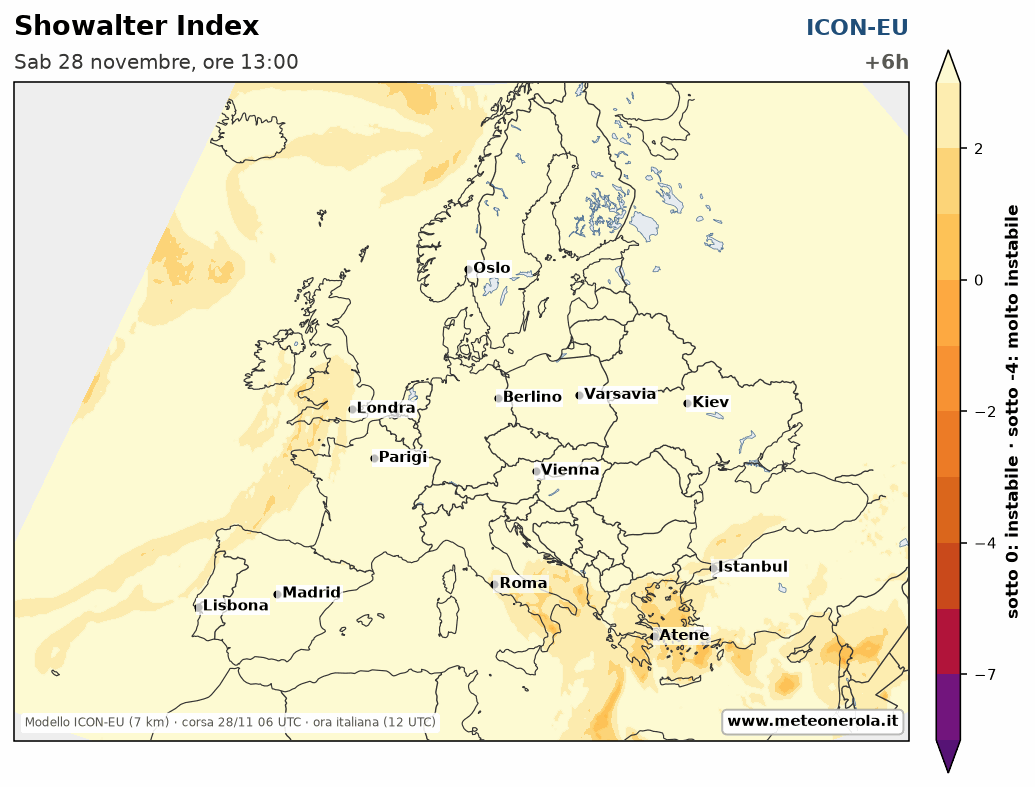 Showalter Index
ICON-EU
Sab 28 novembre, ore 13:00
+6h
Oslo
Londra
Berlino
Varsavia
Kiev
Parigi
Vienna
Istanbul
Roma
Madrid
Lisbona
Atene
Modello ICON-EU (7 km) · corsa 28/11 06 UTC · ora italiana (12 UTC)
www.meteonerola.it
2
0
−2
−4
−7
sotto 0: instabile · sotto -4: molto instabile